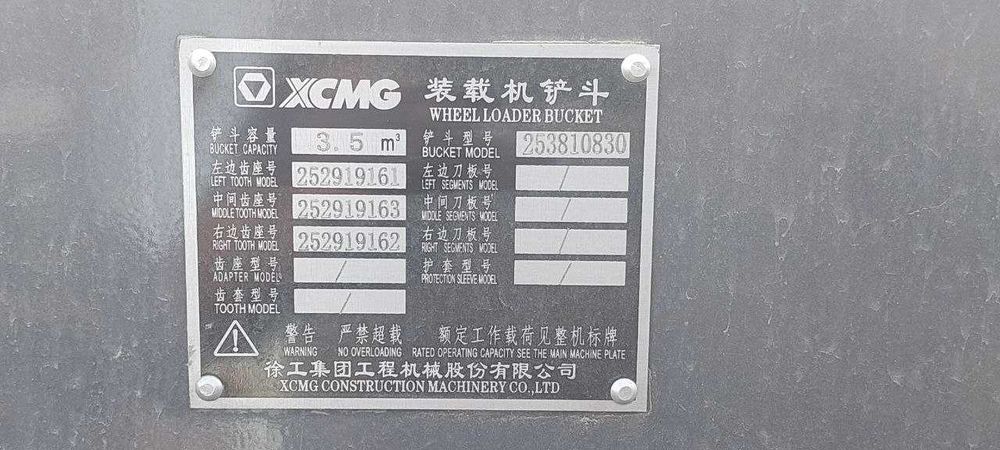 XCMG 装载机铲斗
WHEEL LOADER BUCKET
铲斗容量 3.5 m³ 铲斗型号 253810830
BUCKET CAPACITY BUCKET MODEL
左边齿座号 252919161 左边刀板号 /
LEFT TOOTH MODEL LEFT SEGMENTS MODEL
中间齿座号 252919163 中间刀板号 /
MIDDLE TOOTH MODEL MIDDLE SEGMENTS MODEL
右边齿座号 252919162 右边刀板号 /
RIGHT TOOTH MODEL RIGHT SEGMENTS MODEL
齿座型号 / 护套型号 /
ADAPTER MODEL PROTECTION SLEEVE MODEL
齿套型号 /
TOOTH MODEL
警告 严禁超载 额定工作载荷见整机标牌
WARNING NO OVERLOADING RATED OPERATING CAPACITY SEE THE MAIN MACHINE PLATE
徐工集团工程机械股份有限公司
XCMG CONSTRUCTION MACHINERY CO.,LTD